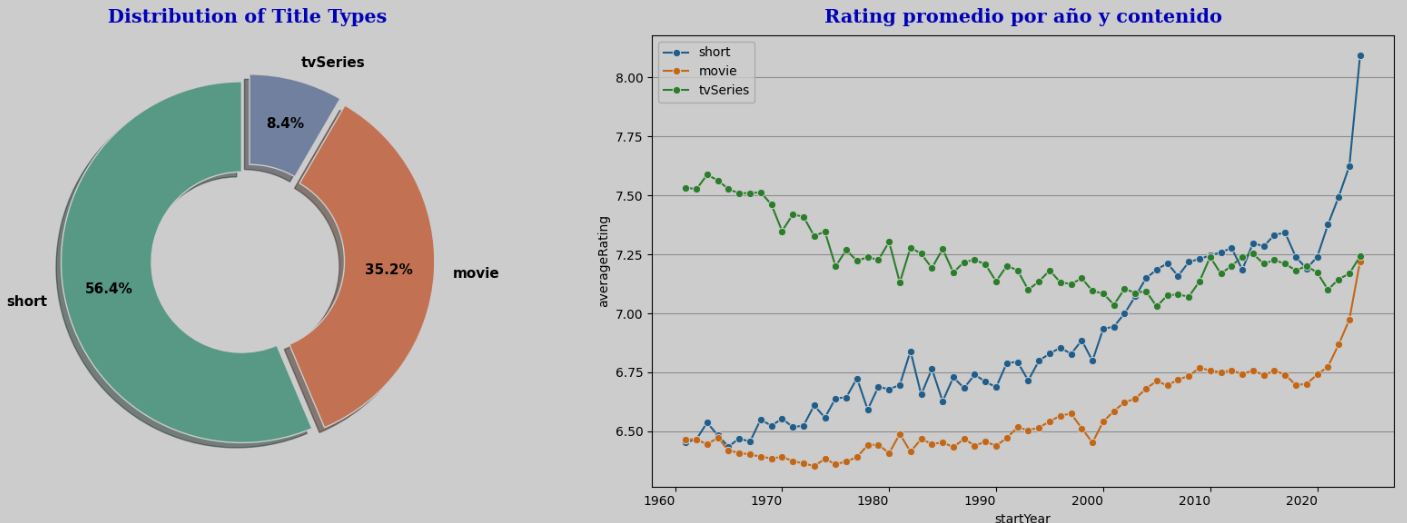 Distribution of Title Types
tvSeries
8.4%
35.2%
movie
56.4%
short
Rating promedio por año y contenido
short
movie
tvSeries
averageRating
8.00
7.75
7.50
7.25
7.00
6.75
6.50
1960 1970 1980 1990 2000 2010 2020
startYear